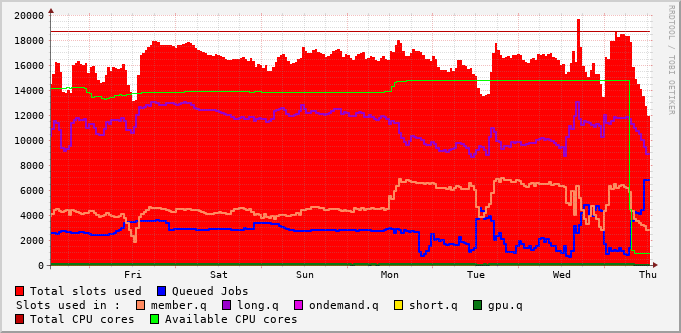 20000
18000
16000
14000
12000
10000
8000
6000
4000
2000
0
Fri Sat Sun Mon Tue Wed Thu
RRDTOOL / TOBI OETIKER
Total slots used Queued Jobs
Slots used in : member.q long.q ondemand.q short.q gpu.q
Total CPU cores Available CPU cores